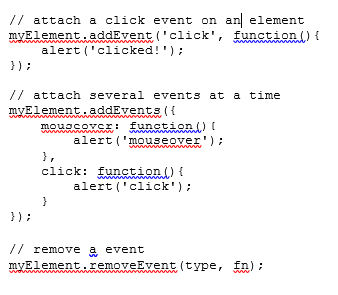 // attach a click event on an element
myElement.addEvent('click', function(){
    alert('clicked!');
});

// attach several events at a time
myElement.addEvents({
    mouseover: function(){
        alert('mouseover');
    },
    click: function(){
        alert('click');
    }
});

// remove a event
myElement.removeEvent(type, fn);